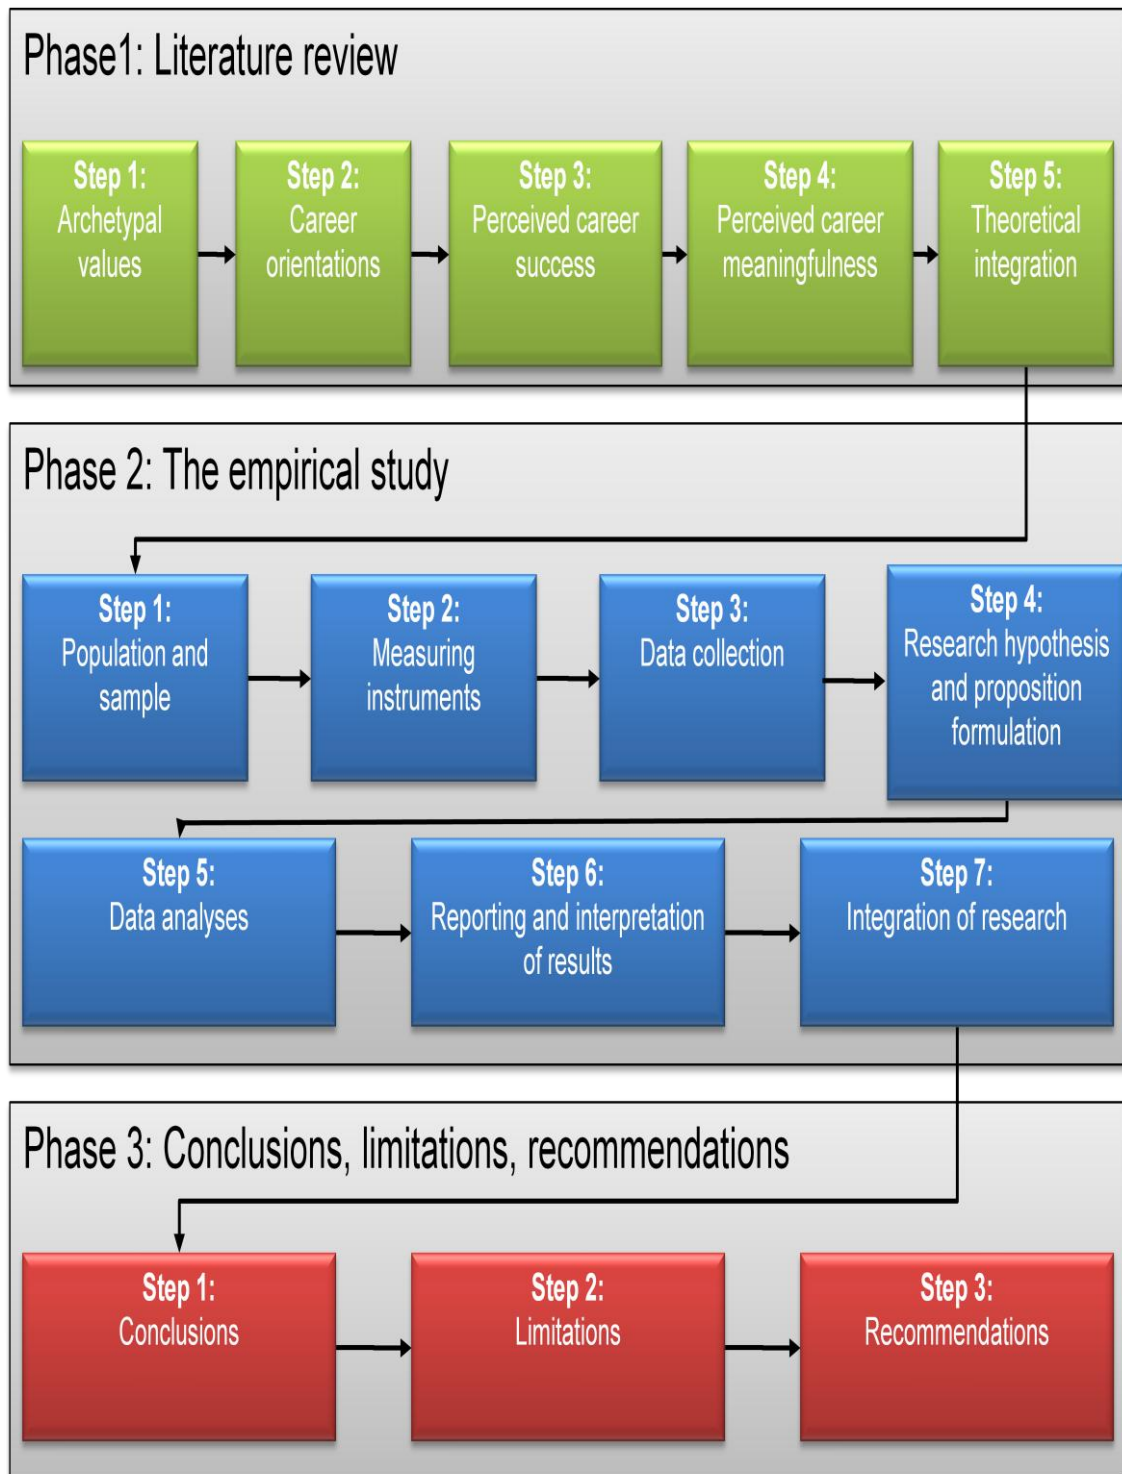 Phase1: Literature review
Step 1:
Archetypal
values
Step 2:
Career
orientations
Step 3:
Perceived career
success
Step 4:
Perceived career
meaningfulness
Step 5:
Theoretical
integration
Phase 2: The empirical study
Step 1:
Population and
sample
Step 2:
Measuring
instruments
Step 3:
Data collection
Step 4:
Research hypothesis
and proposition
formulation
Step 5:
Data analyses
Step 6:
Reporting and interpretation
of results
Step 7:
Integration of research
Phase 3: Conclusions, limitations, recommendations
Step 1:
Conclusions
Step 2:
Limitations
Step 3:
Recommendations